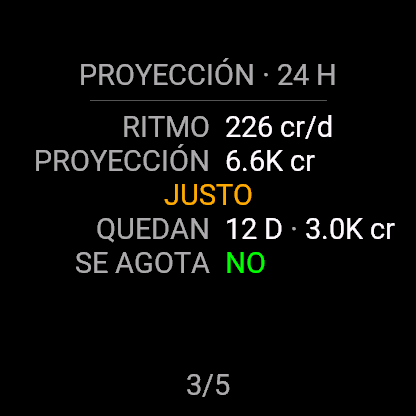 PROYECCIÓN · 24 H
RITMO 226 cr/d
PROYECCIÓN 6.6K cr
JUSTO
QUEDAN 12 D · 3.0K cr
SE AGOTA NO
3/5